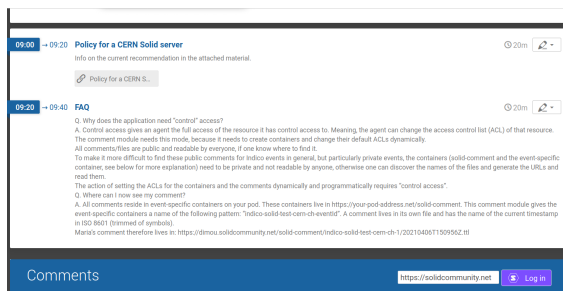 09:00 → 09:20 Policy for a CERN Solid server 20m
Info on the current recommendation in the attached material.
Policy for a CERN S...
09:20 → 09:40 FAQ 20m
Q. Why does the application need "control" access?
A. Control access gives an agent the full access of the resource it has control access to. Meaning, the agent can change the access control list (ACL) of that resource.
The comment module needs this mode, because it needs to create containers and change their default ACLs dynamically.
All comments/files are public and readable by everyone, if one know where to find it.
To make it more difficult to find these public comments for Indico events in general, but particularly private events, the containers (solid-comment and the event-specific
container, see below for more explanation) need to be private and not readable by anyone, otherwise one can discover the names of the files and generate the URLs and
read them.
The action of setting the ACLs for the containers and the comments dynamically and programmatically requires "control access".
Q. Where can I now see my comment?
A. All comments reside in event-specific containers on your pod. These containers live in https://your-pod-address.net/solid-comment. This comment module gives the
event-specific containers a name of the following pattern: "indico-solid-test-cern-ch-eventId". A comment lives in its own file and has the name of the current timestamp
in ISO 8601 (trimmed of symbols).
Maria's comment therefore lives in: https://dimou.solidcommunity.net/solid-comment/indico-solid-test-cern-ch-1/20210406T150956Z.ttl
Comments https://solidcommunity.net Log in